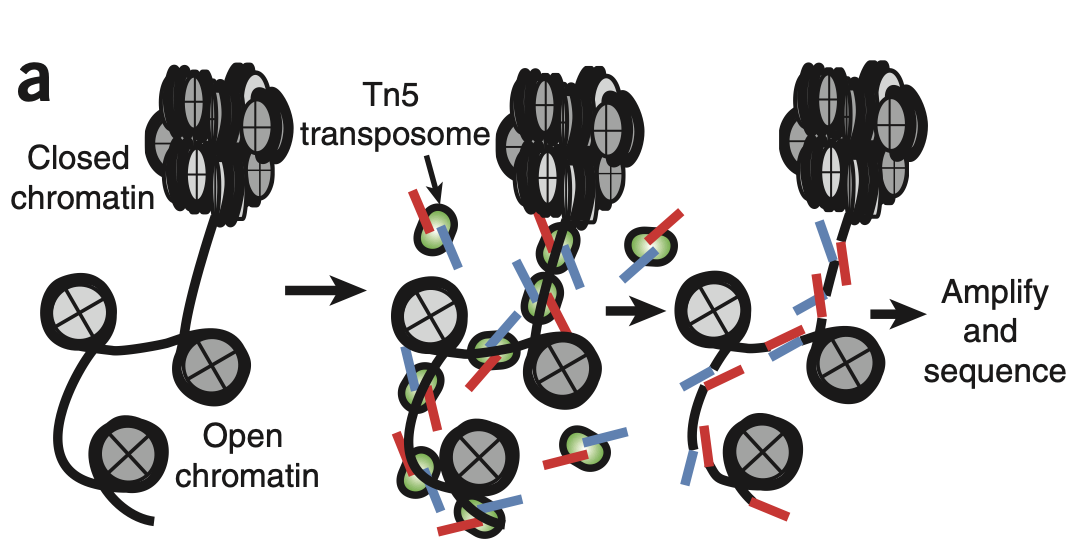 a
Tn5
transposome
Closed
chromatin
Open
chromatin
Amplify
and
sequence